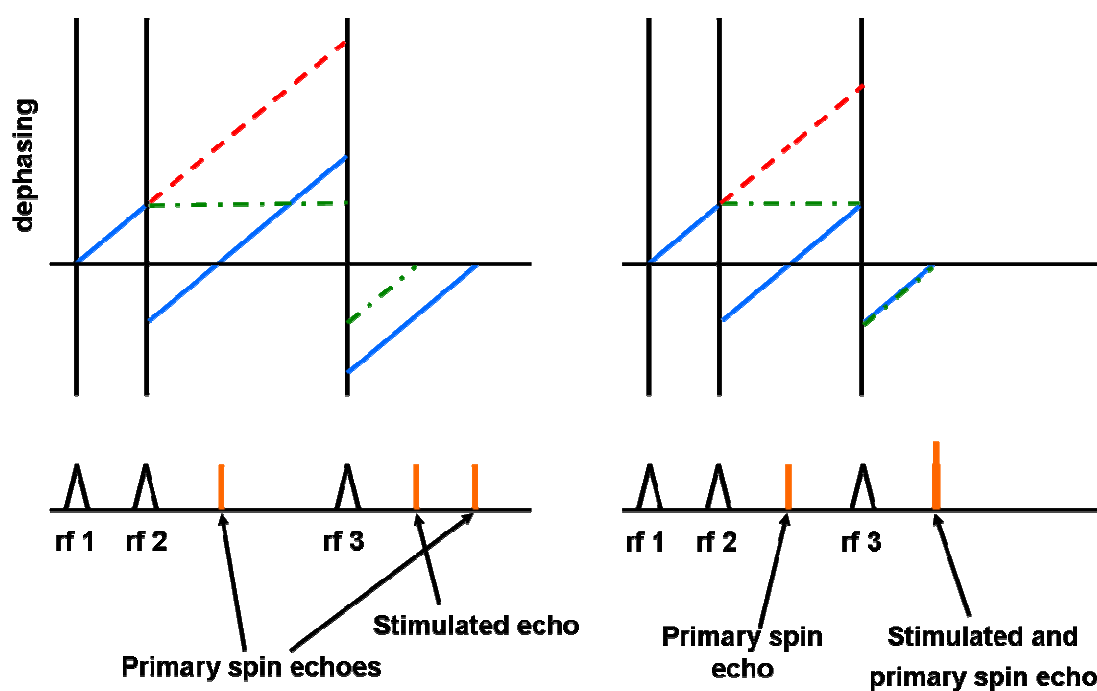 dephasing
rf 1
rf 2
rf 3
Stimulated echo
Primary spin echoes
rf 1
rf 2
rf 3
Primary spin
echo
Stimulated and
primary spin echo